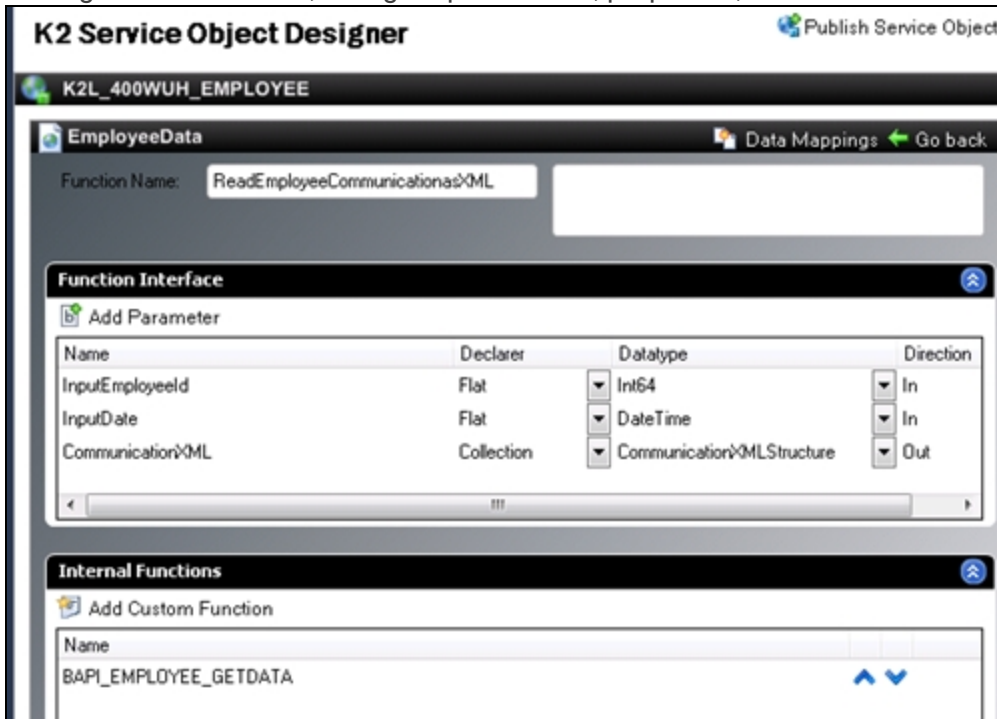 K2 Service Object Designer Publish Service Object
K2L_400WUH_EMPLOYEE
EmployeeData Data Mappings Go back
Function Name: ReadEmployeeCommunicationasXML
Function Interface
Add Parameter
Name Declarer Datatype Direction
InputEmployeeId Flat Int64 In
InputDate Flat DateTime In
CommunicationXML Collection CommunicationXMLStructure Out
Internal Functions
Add Custom Function
Name
BAPI_EMPLOYEE_GETDATA